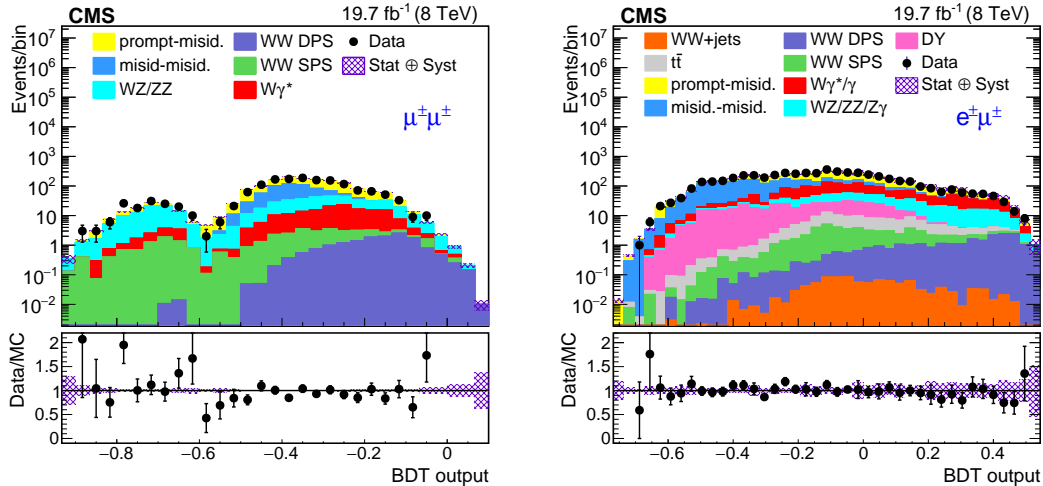 CMS 19.7 fb⁻¹ (8 TeV)
Events/bin
10⁷
10⁶
10⁵
10⁴
10³
10²
10
1
10⁻¹
10⁻²
prompt-misid. WW DPS Data
misid-misid. WW SPS Stat ⊕ Syst
WZ/ZZ Wγ*
μ±μ±
Data/MC
2
1.5
1
0.5
0
−0.8 −0.6 −0.4 −0.2 0
BDT output
CMS 19.7 fb⁻¹ (8 TeV)
Events/bin
10⁷
10⁶
10⁵
10⁴
10³
10²
10
1
10⁻¹
10⁻²
WW+jets WW DPS DY
tt̄ WW SPS Data
prompt-misid. Wγ*/γ Stat ⊕ Syst
misid.-misid. WZ/ZZ/Zγ
e±μ±
Data/MC
2
1.5
1
0.5
0
−0.6 −0.4 −0.2 0 0.2 0.4
BDT output